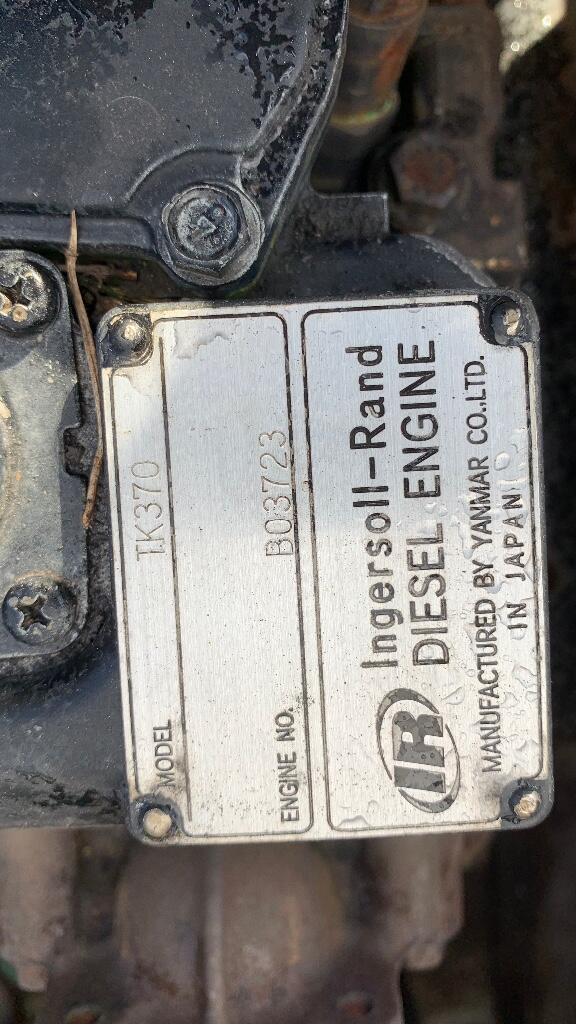 MODEL TK370
ENGINE NO. B03723
IR Ingersoll-Rand
DIESEL ENGINE
MANUFACTURED BY YANMAR CO.,LTD.
IN JAPAN